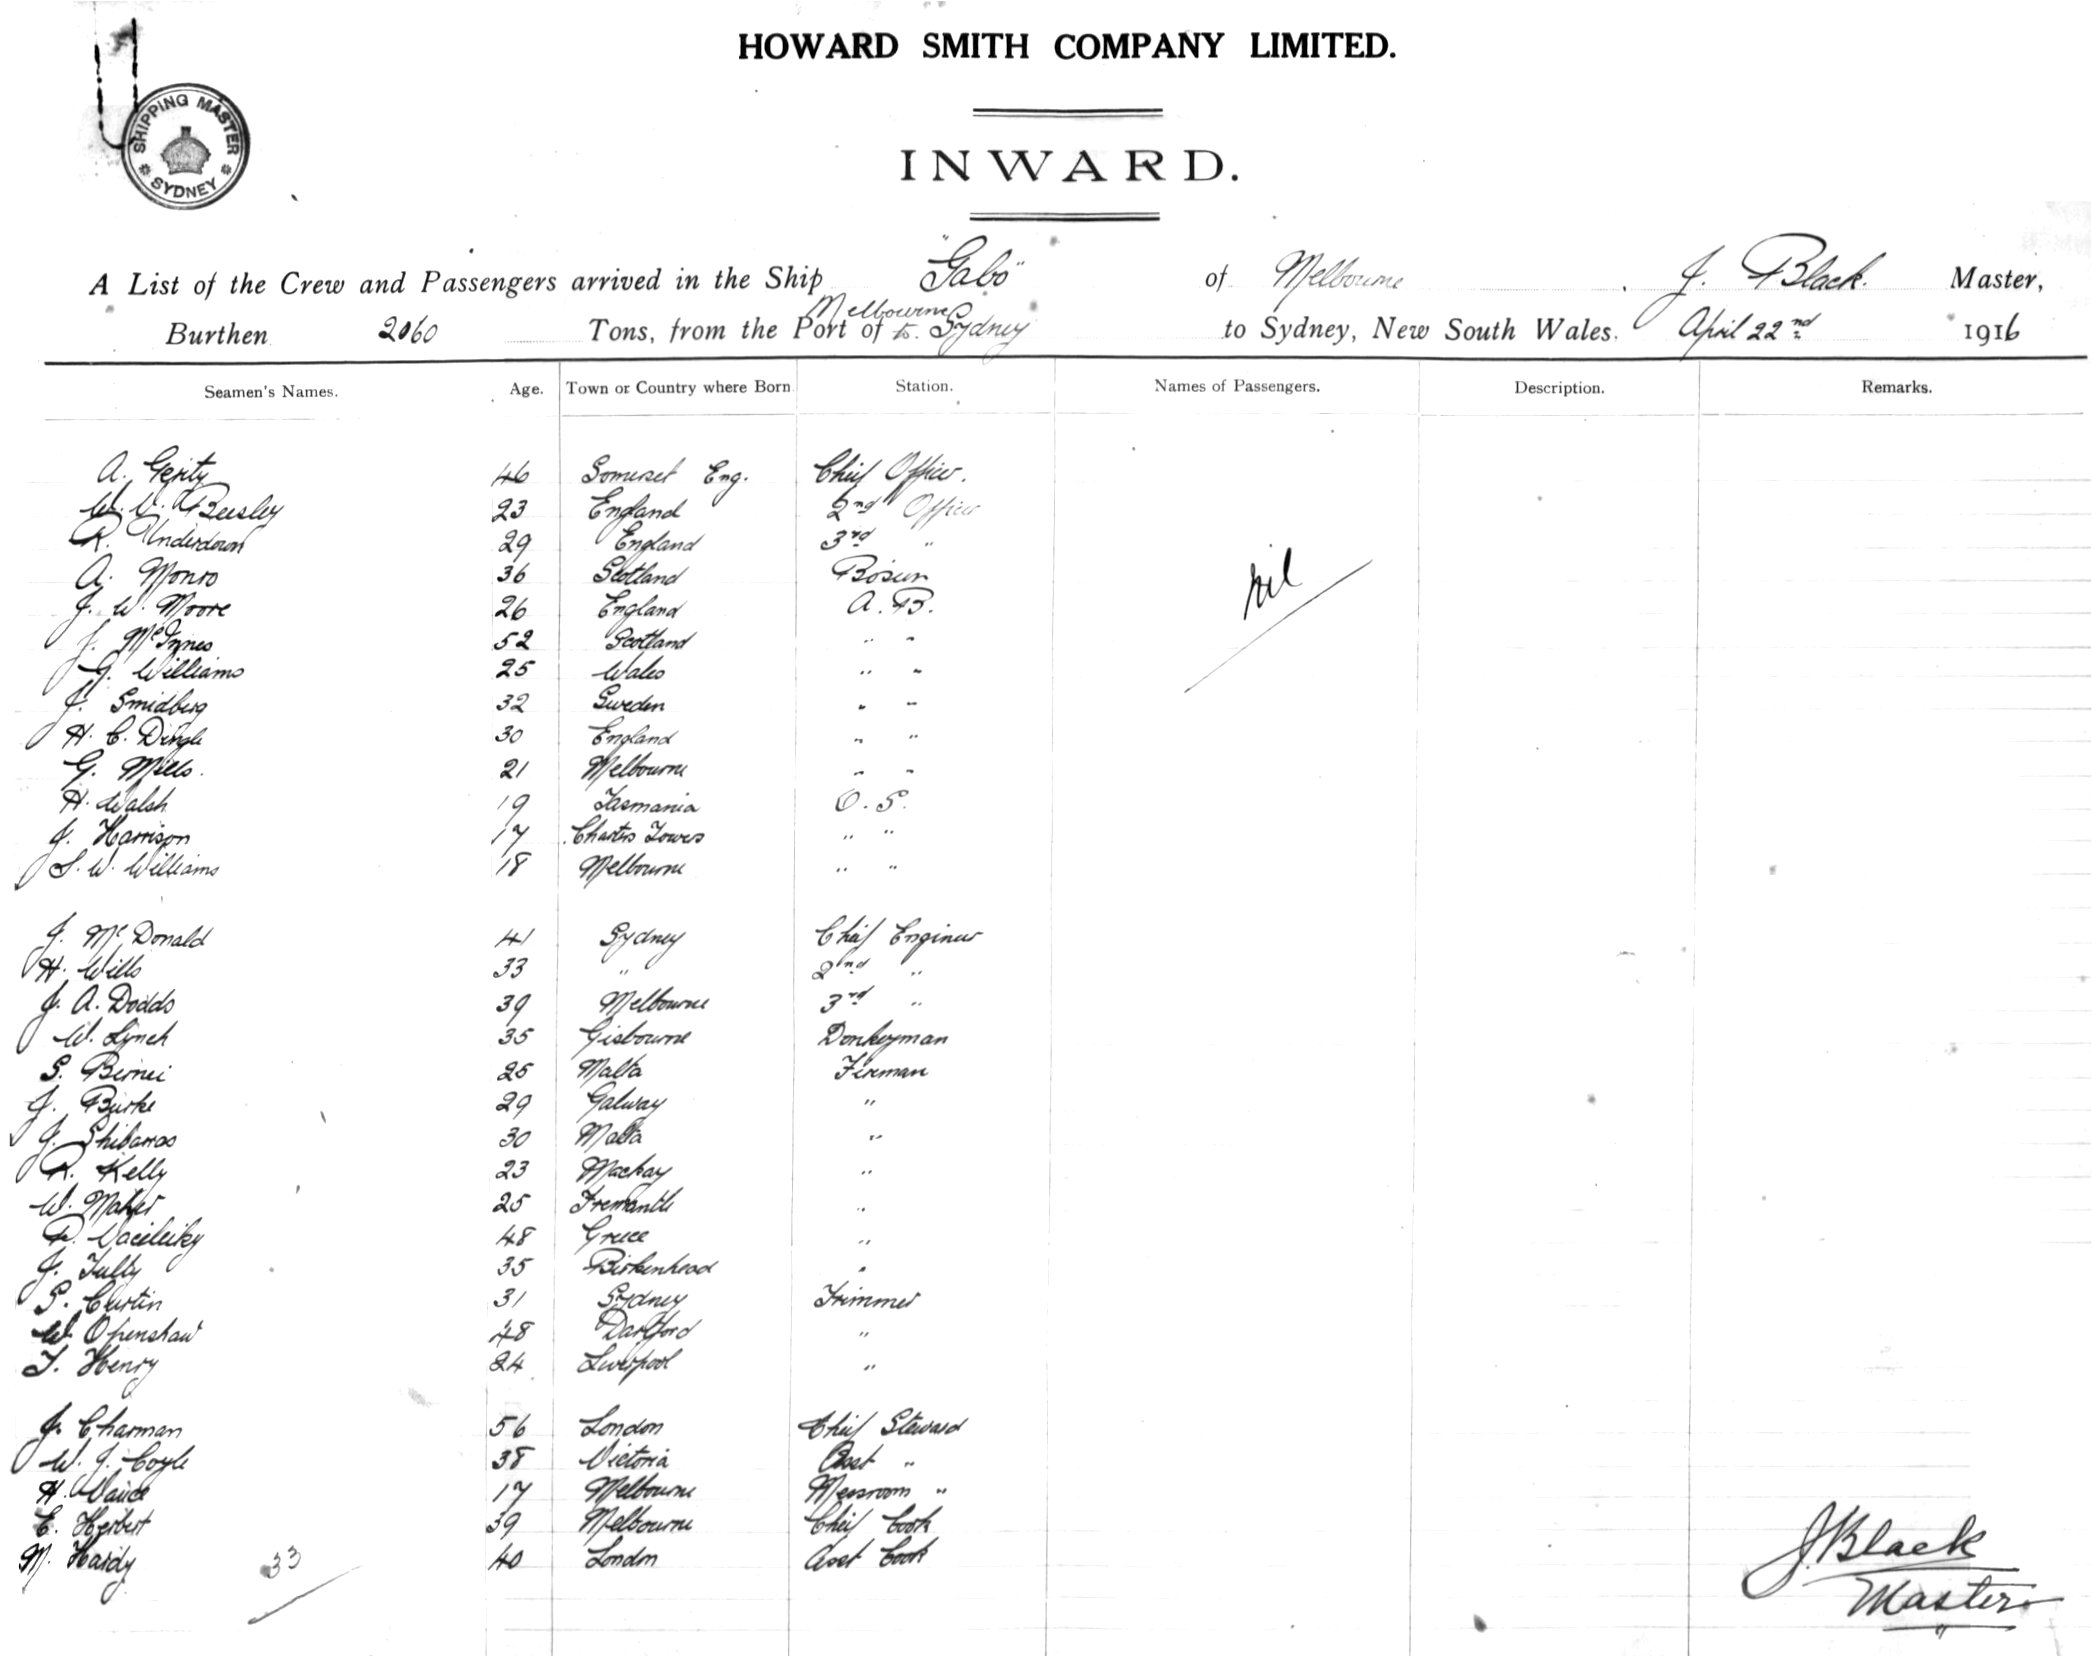 HOWARD SMITH COMPANY LIMITED.
SHIPPING MASTER
SYDNEY
INWARD.
A List of the Crew and Passengers arrived in the Ship "Gabo" of Melbourne, J. Black. Master,
Melbourne
Burthen 2060 Tons, from the Port of to Sydney to Sydney, New South Wales. April 22nd 1916
Seamen's Names. Age. Town or Country where Born Station. Names of Passengers. Description. Remarks.
A. Gerity 46 Somerset Eng. Chief Officer.
W. W. Beesley 23 England 2nd Officer
R. Underdown 29 England 3rd "
A. Monro 36 Scotland Bosun nil
J. W. Moore 26 England A. B.
J. McInnes 52 Scotland " "
G. Williams 25 Wales " "
J. Smidberg 32 Sweden " "
H. C. Dingle 30 England " "
G. Mills. 21 Melbourne " "
H. Walsh 19 Tasmania O. S.
J. Harrison 17 Charters Towers " "
S. W. Williams 18 Melbourne " "
J. McDonald 41 Sydney Chief Engineer
H. Wills 33 " 2nd "
J. A. Dodds 39 Melbourne 3rd "
W. Lynch 35 Gisbourne Donkeyman
S. 25 Malta Fireman
J. Burke 29 Galway "
J. 30 Malta "
R. Kelly 23 Mackay "
W. Maher 25 Fremantle "
48 Greece "
J. Tully 35 Birkenhead "
S. Curtin 31 Sydney Trimmer
W. Openshaw 48 Dartford "
T. Henry 24 Liverpool "
J. Charman 56 London Chief Steward
W. J. Coyle 38 Victoria Asst "
H. Vance 17 Melbourne Messroom "
E. Herbert 39 Melbourne Chief Cook
M. Hardy 33 40 London Asst Cook
J. Black
Master